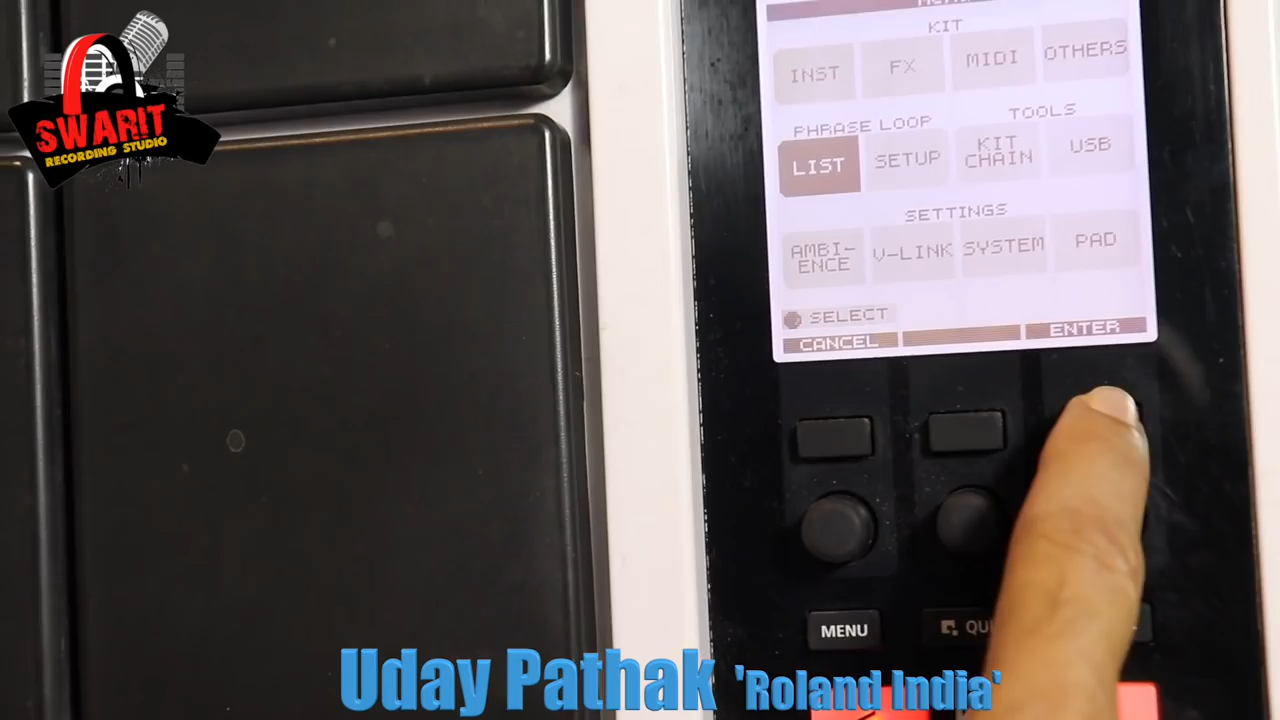 SWARIT
RECORDING STUDIO
KIT
INST FX MIDI OTHERS
PHRASE LOOP TOOLS
LIST SETUP KIT CHAIN USB
SETTINGS
AMBI-ENCE V-LINK SYSTEM PAD
SELECT
CANCEL ENTER
MENU
Uday Pathak 'Roland India'